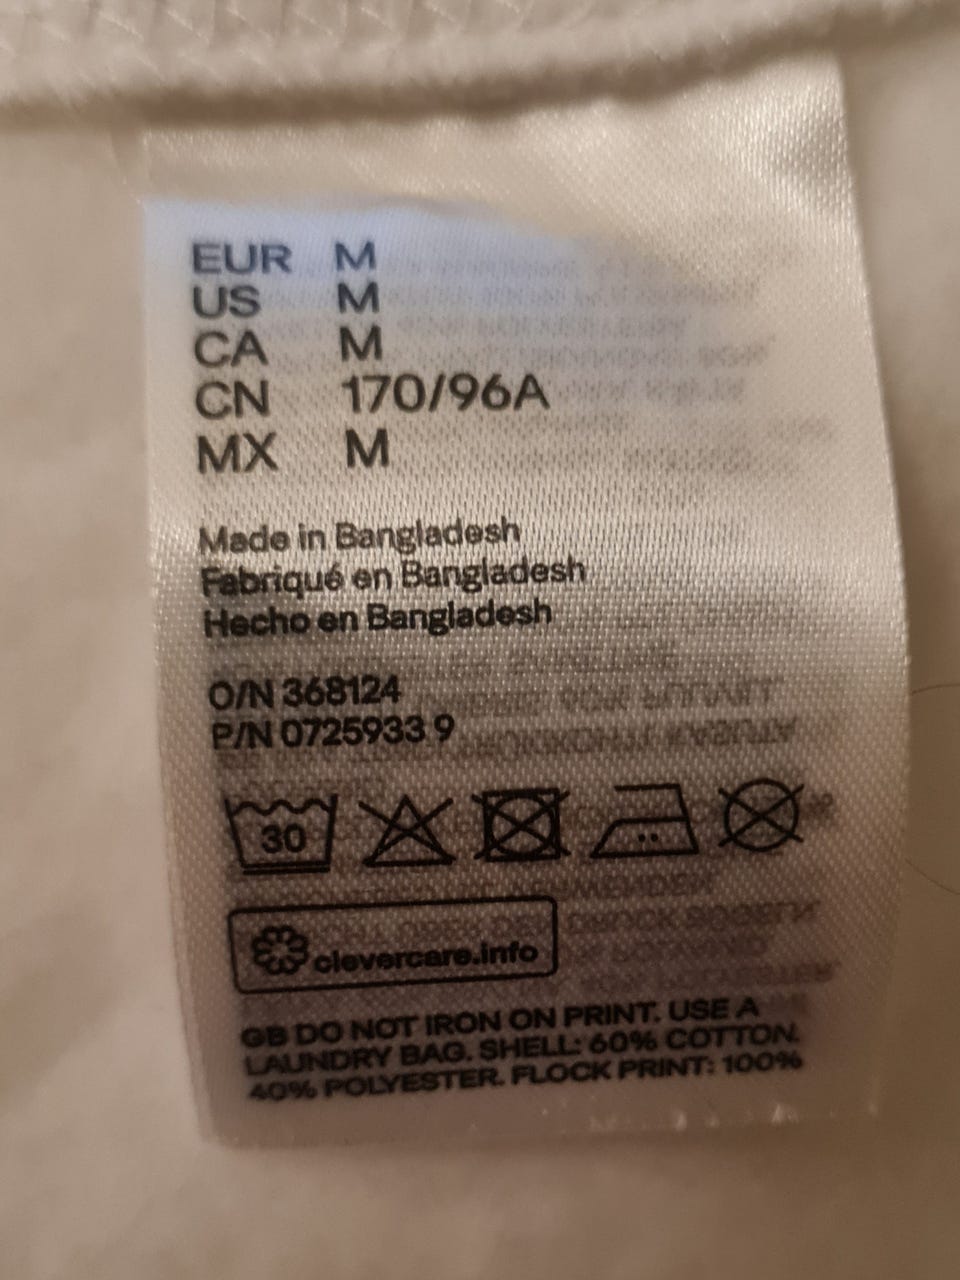 EUR M
US M
CA M
CN 170/96A
MX M
Made in Bangladesh
Fabriqué en Bangladesh
Hecho en Bangladesh
O/N 368124
P/N 0725933 9
30
clevercare.info
GB DO NOT IRON ON PRINT. USE A
LAUNDRY BAG. SHELL: 60% COTTON.
40% POLYESTER. FLOCK PRINT: 100%